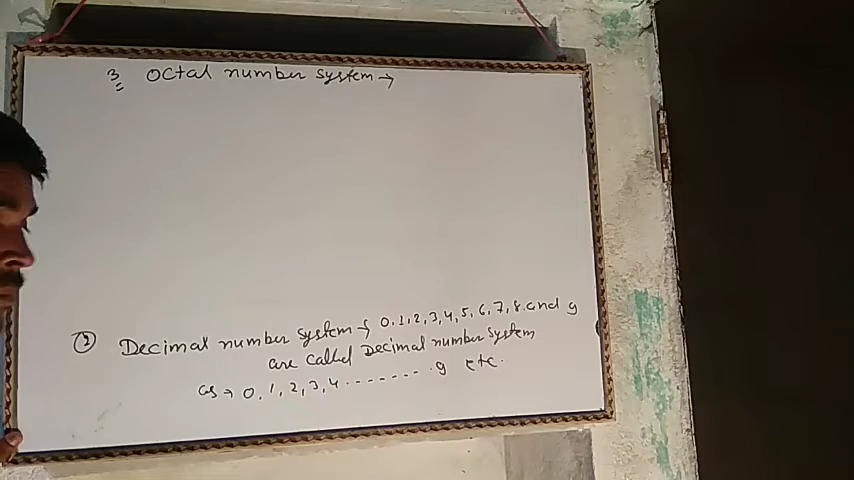 3 Octal number system →
② Decimal number system → 0,1,2,3,4,5,6,7,8 and 9
are called Decimal number system
as → 0, 1, 2, 3, 4 ........ 9 etc.